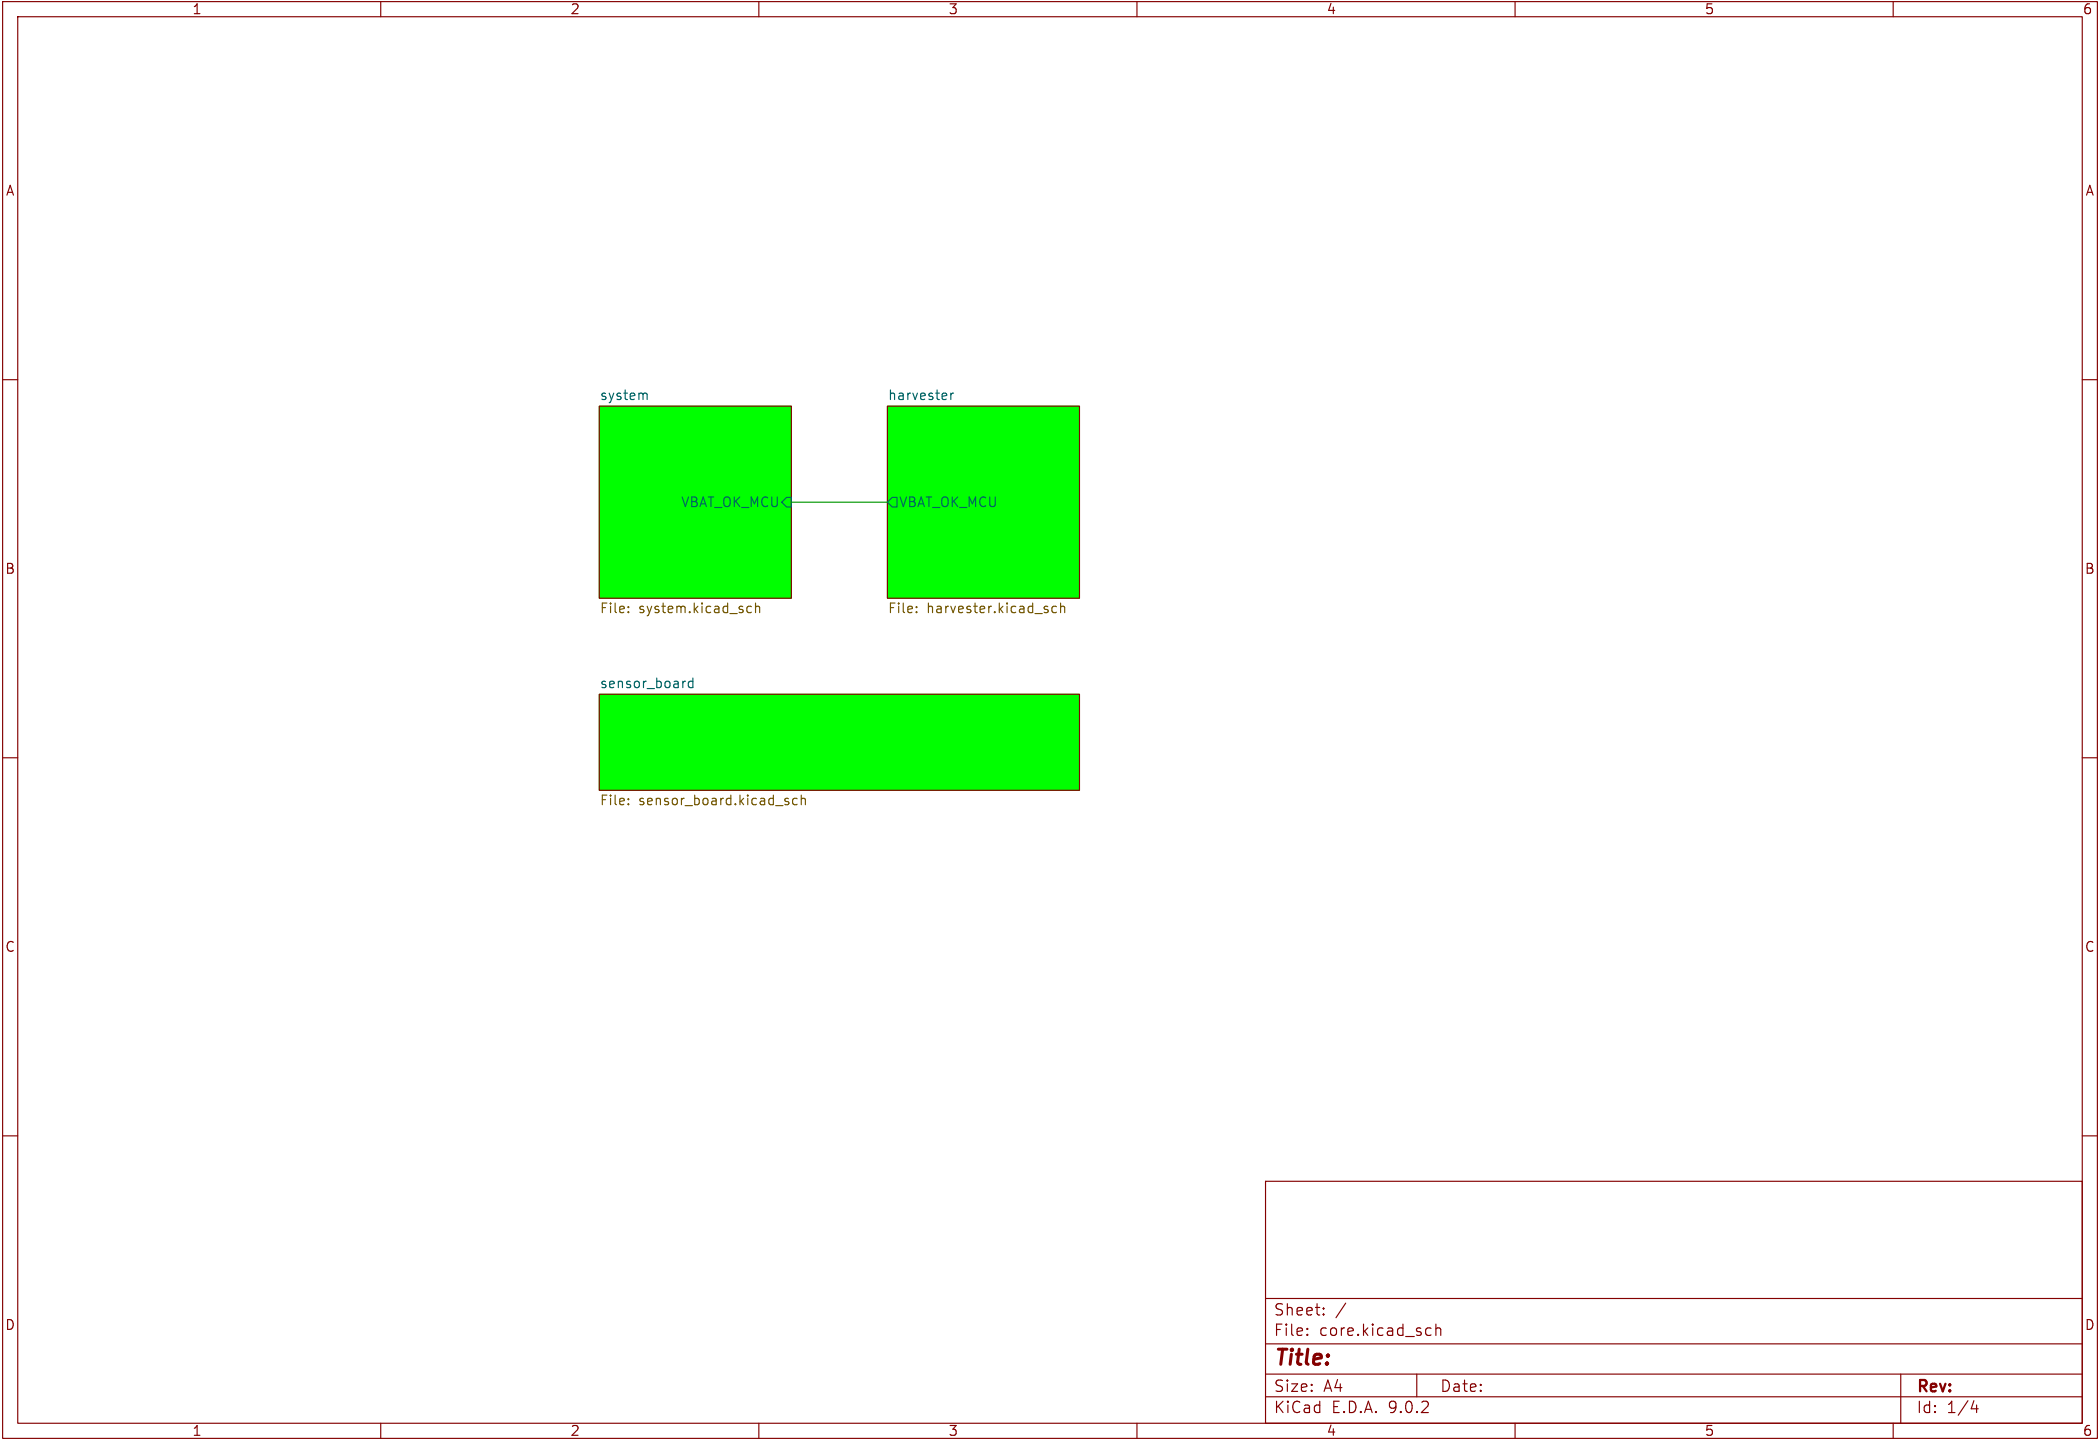 1 2 3 4 5 6
A A
system harvester
VBAT_OK_MCU VBAT_OK_MCU
B B
File: system.kicad_sch File: harvester.kicad_sch
sensor_board
File: sensor_board.kicad_sch
C C
Sheet: /
D D
File: core.kicad_sch
Title:
Size: A4 Date: Rev:
KiCad E.D.A. 9.0.2 Id: 1/4
1 2 3 4 5 6